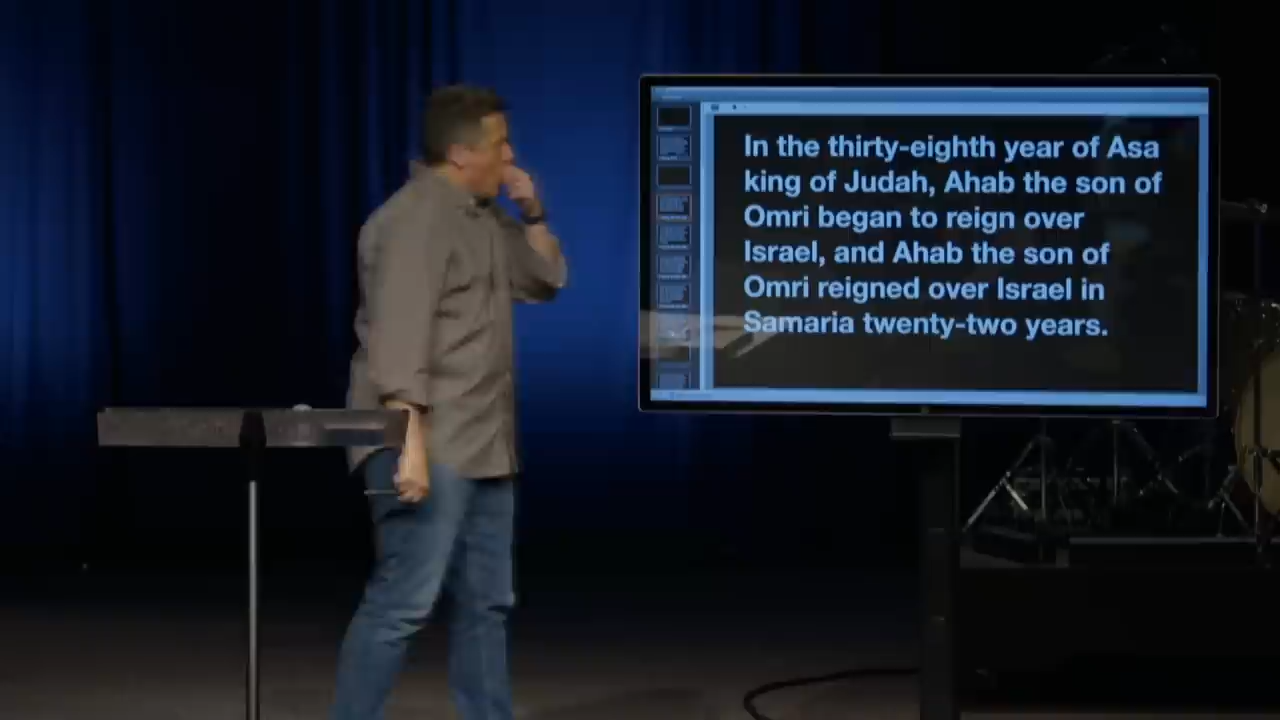 In the thirty-eighth year of Asa
king of Judah, Ahab the son of
Omri began to reign over
Israel, and Ahab the son of
Omri reigned over Israel in
Samaria twenty-two years.